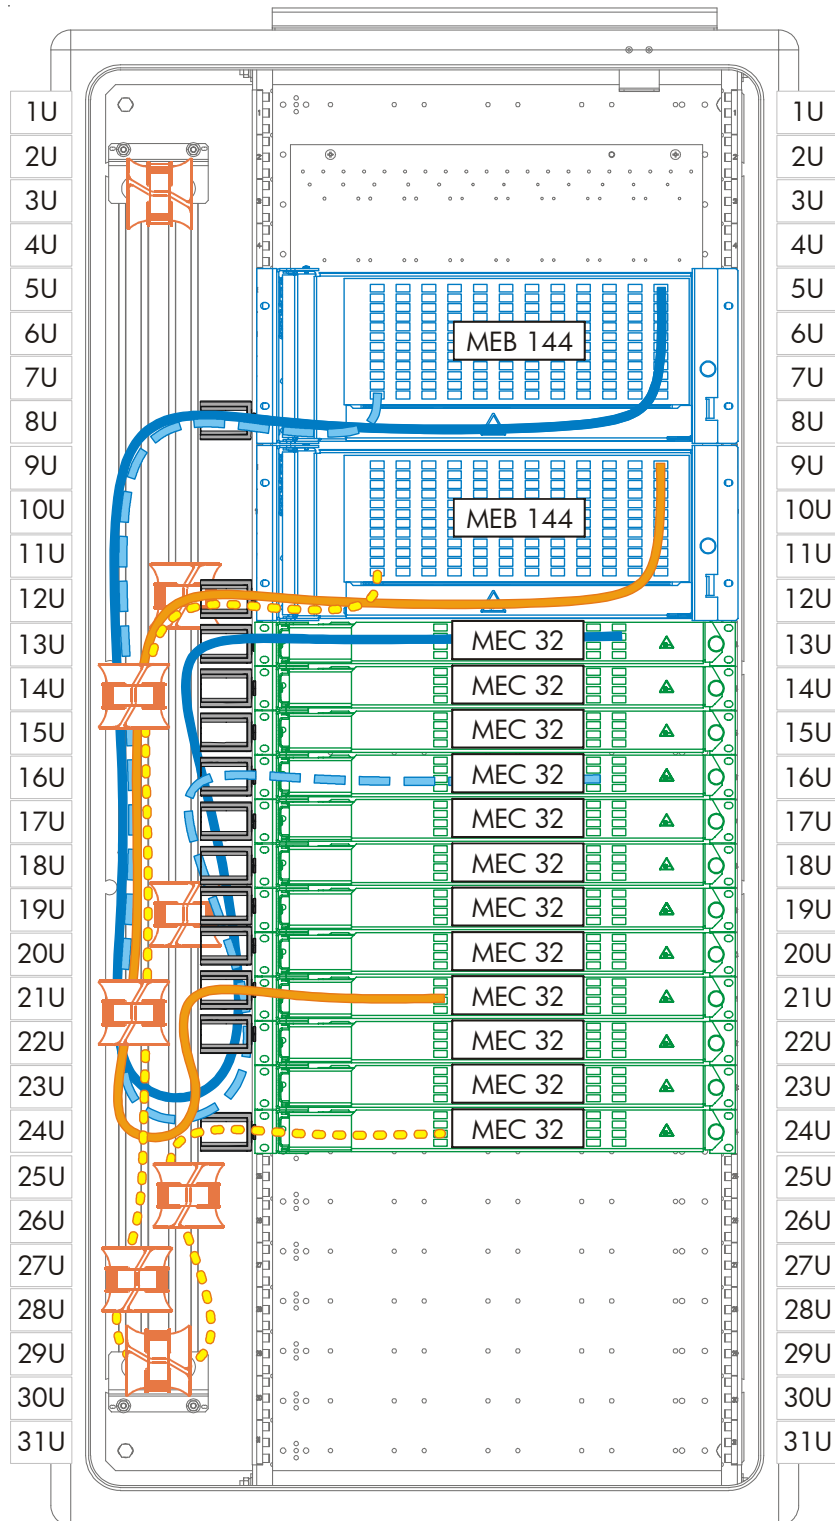 1U 1U
2U 2U
3U 3U
4U 4U
5U 5U
6U MEB 144 6U
7U 7U
8U 8U
9U 9U
10U MEB 144 10U
11U 11U
12U 12U
13U MEC 32 13U
14U MEC 32 14U
15U MEC 32 15U
16U MEC 32 16U
17U MEC 32 17U
18U MEC 32 18U
19U MEC 32 19U
20U MEC 32 20U
21U MEC 32 21U
22U MEC 32 22U
23U MEC 32 23U
24U MEC 32 24U
25U 25U
26U 26U
27U 27U
28U 28U
29U 29U
30U 30U
31U 31U